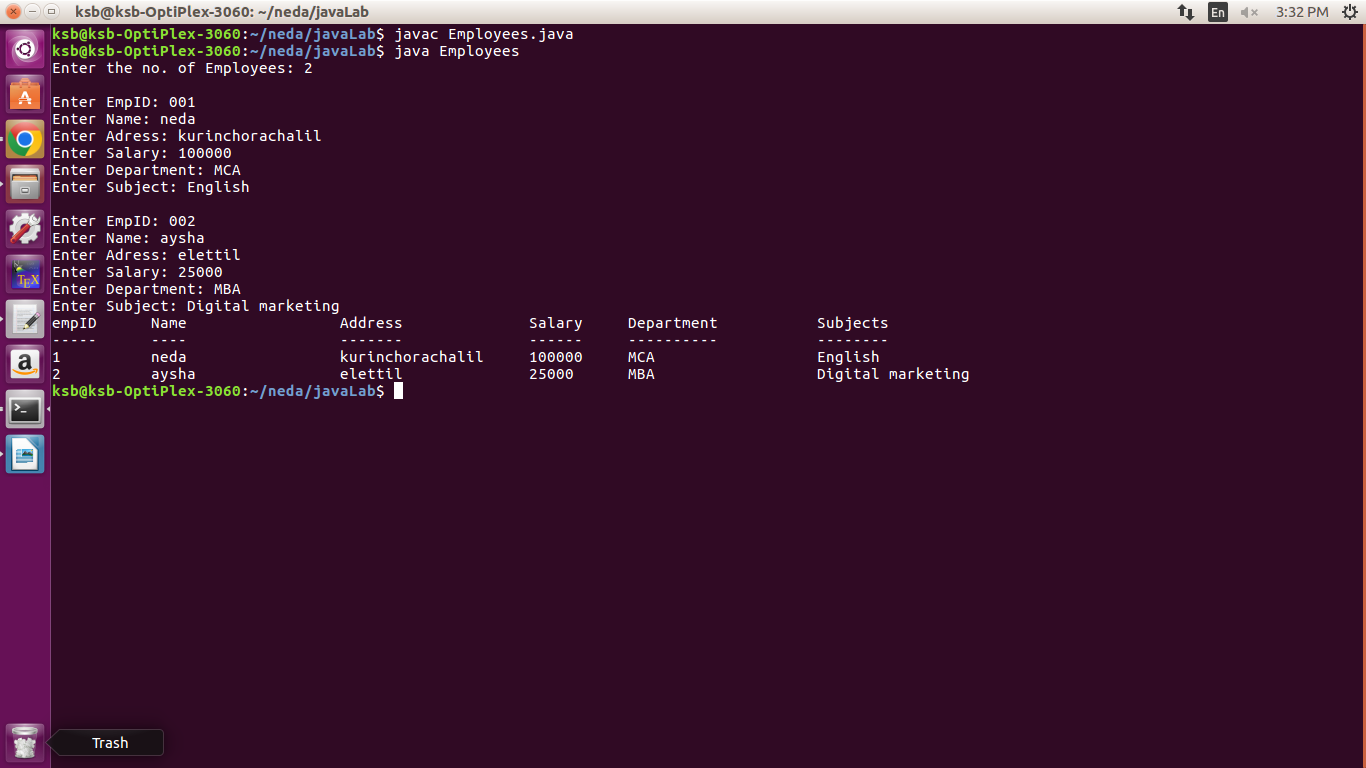 ksb@ksb-OptiPlex-3060: ~/neda/javaLab
En
3:32 PM
ksb@ksb-OptiPlex-3060:~/neda/javaLab$ javac Employees.java
ksb@ksb-OptiPlex-3060:~/neda/javaLab$ java Employees
Enter the no. of Employees: 2
Enter EmpID: 001
Enter Name: neda
Enter Adress: kurinchorachalil
Enter Salary: 100000
Enter Department: MCA
Enter Subject: English
Enter EmpID: 002
Enter Name: aysha
Enter Adress: elettil
Enter Salary: 25000
Enter Department: MBA
Enter Subject: Digital marketing
empID Name Address Salary Department Subjects
----- ---- ------- ------ ---------- --------
1 neda kurinchorachalil 100000 MCA English
2 aysha elettil 25000 MBA Digital marketing
ksb@ksb-OptiPlex-3060:~/neda/javaLab$
TEX
a
>_
Trash